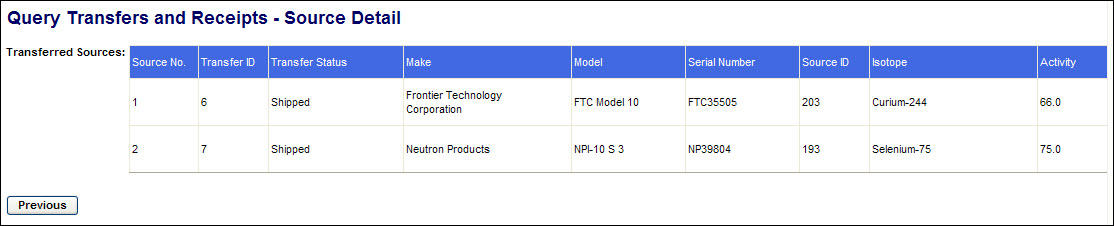 Query Transfers and Receipts - Source Detail
Transferred Sources:
Source No. Transfer ID Transfer Status Make Model Serial Number Source ID Isotope Activity
1 6 Shipped Frontier Technology Corporation FTC Model 10 FTC35505 203 Curium-244 66.0
2 7 Shipped Neutron Products NPI-10 S 3 NP39804 193 Selenium-75 75.0
Previous